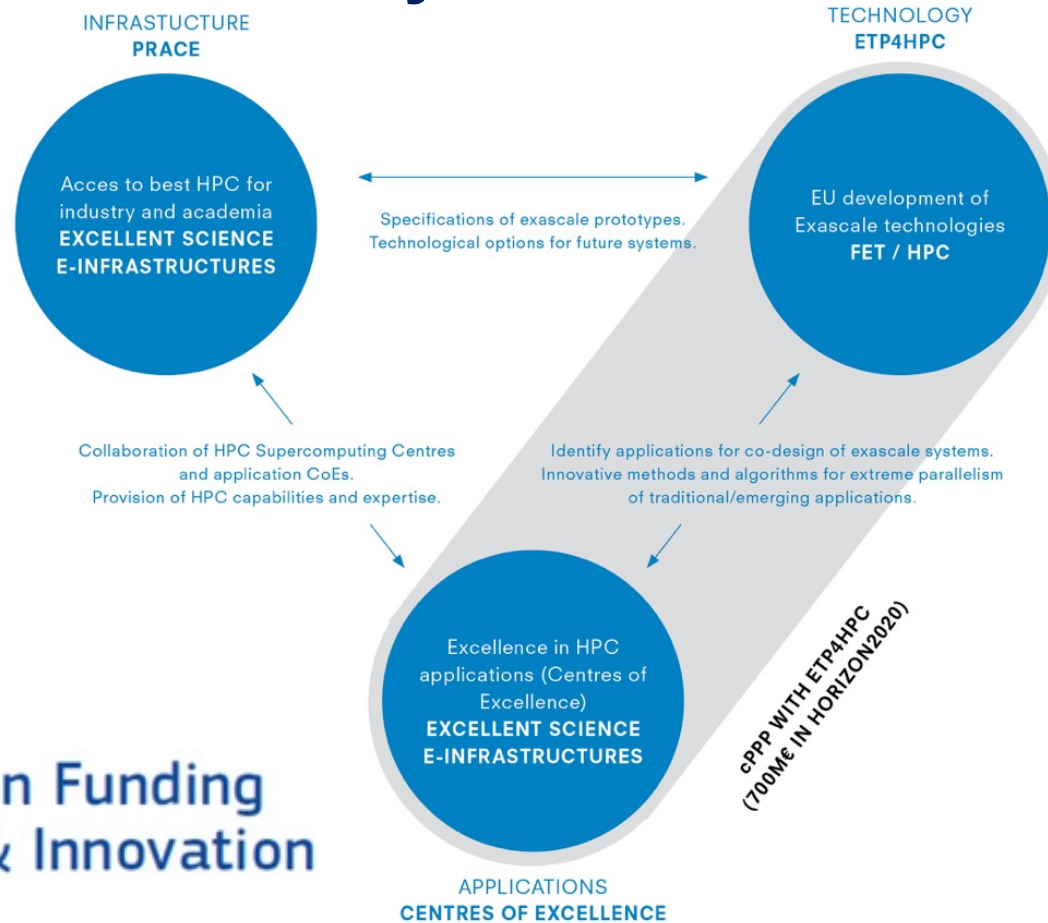 INFRASTUCTURE
PRACE
TECHNOLOGY
ETP4HPC
Acces to best HPC for
industry and academia
EXCELLENT SCIENCE
E-INFRASTRUCTURES
Specifications of exascale prototypes.
Technological options for future systems.
EU development of
Exascale technologies
FET / HPC
Collaboration of HPC Supercomputing Centres
and application CoEs.
Provision of HPC capabilities and expertise.
Identify applications for co-design of exascale systems.
Innovative methods and algorithms for extreme parallelism
of traditional/emerging applications.
Excellence in HPC
applications (Centres of
Excellence)
EXCELLENT SCIENCE
E-INFRASTRUCTURES
cPPP WITH ETP4HPC
(700M€ IN HORIZON2020)
n Funding
& Innovation
APPLICATIONS
CENTRES OF EXCELLENCE